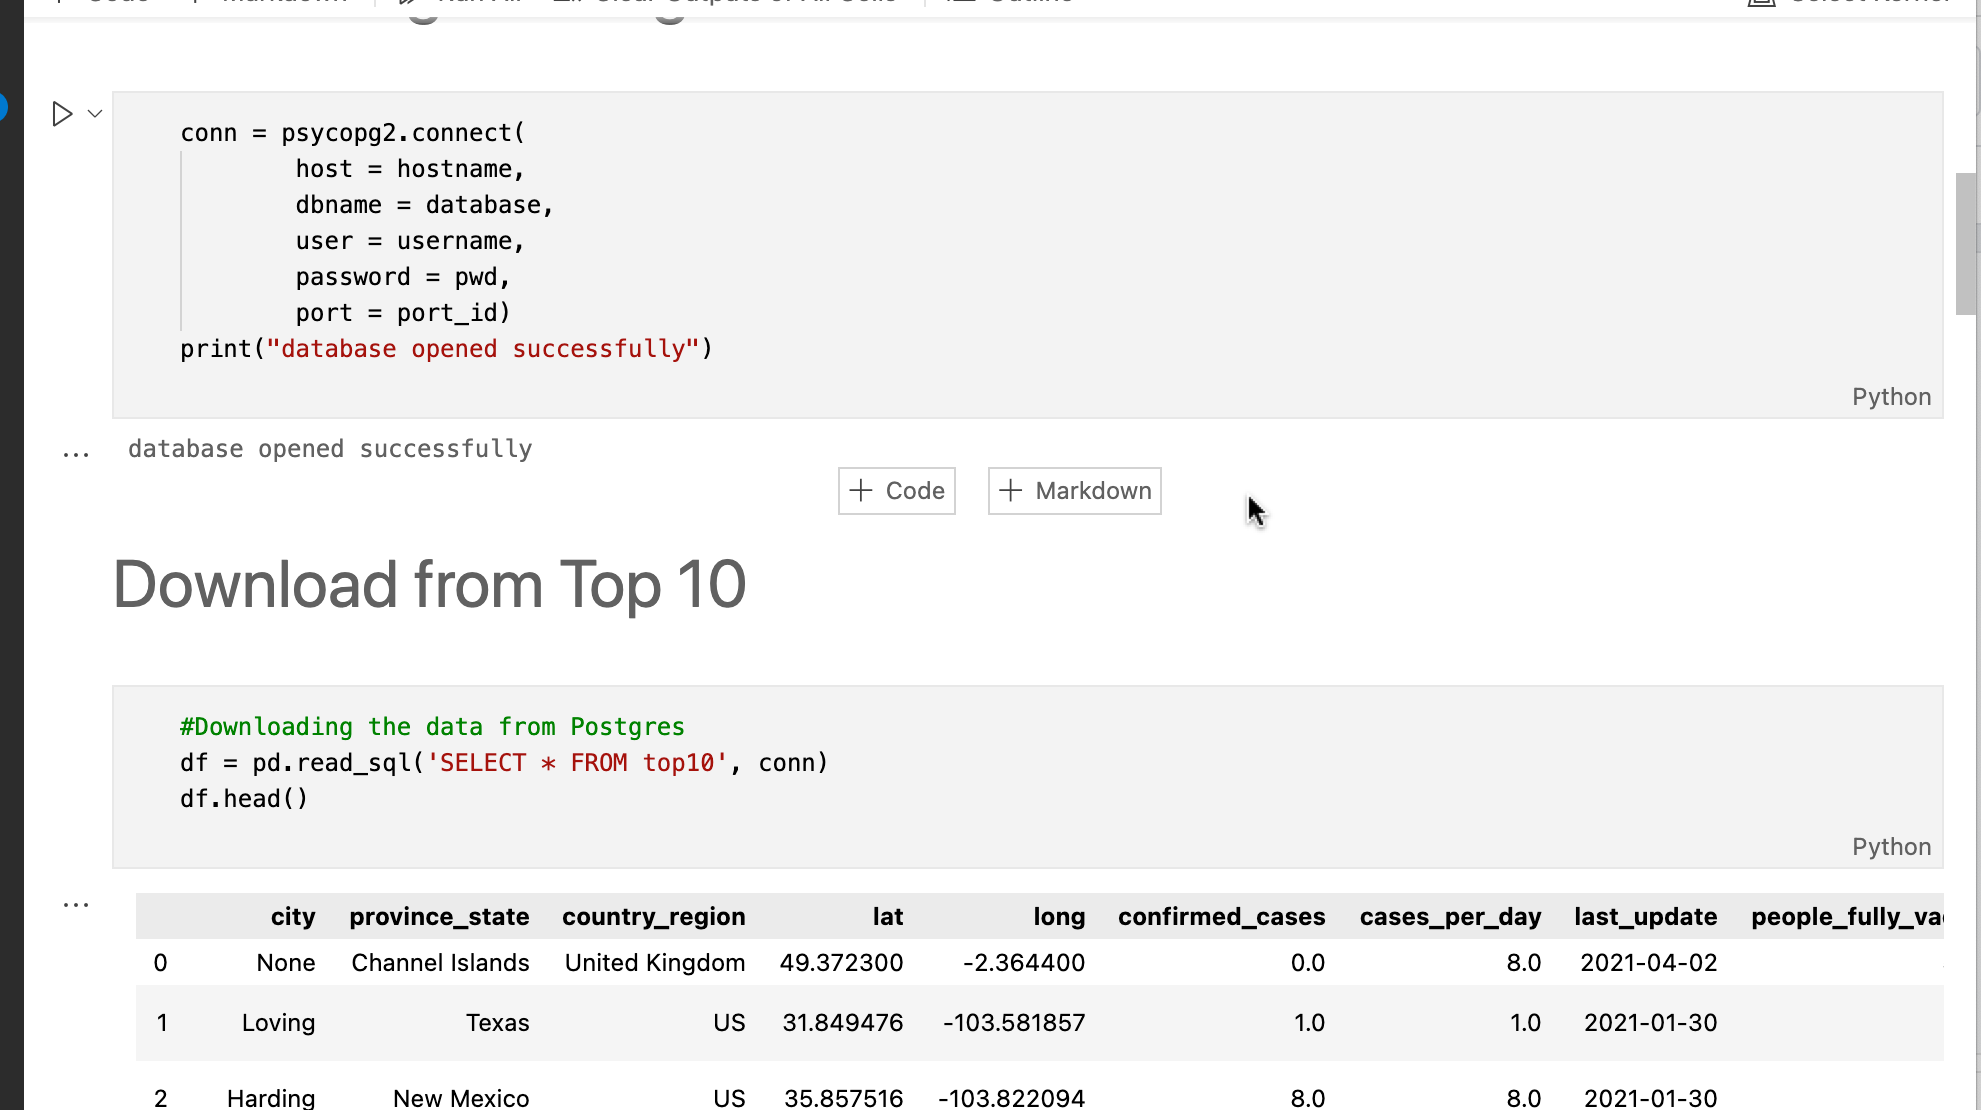 conn = psycopg2.connect(
host = hostname,
dbname = database,
user = username,
password = pwd,
port = port_id)
print("database opened successfully")
Python
... database opened successfully
+ Code + Markdown
Download from Top 10
#Downloading the data from Postgres
df = pd.read_sql('SELECT * FROM top10', conn)
df.head()
Python
...
city province_state country_region lat long confirmed_cases cases_per_day last_update people_fully_va
0 None Channel Islands United Kingdom 49.372300 -2.364400 0.0 8.0 2021-04-02
1 Loving Texas US 31.849476 -103.581857 1.0 1.0 2021-01-30
2 Harding New Mexico US 35.857516 -103.822094 8.0 8.0 2021-01-30